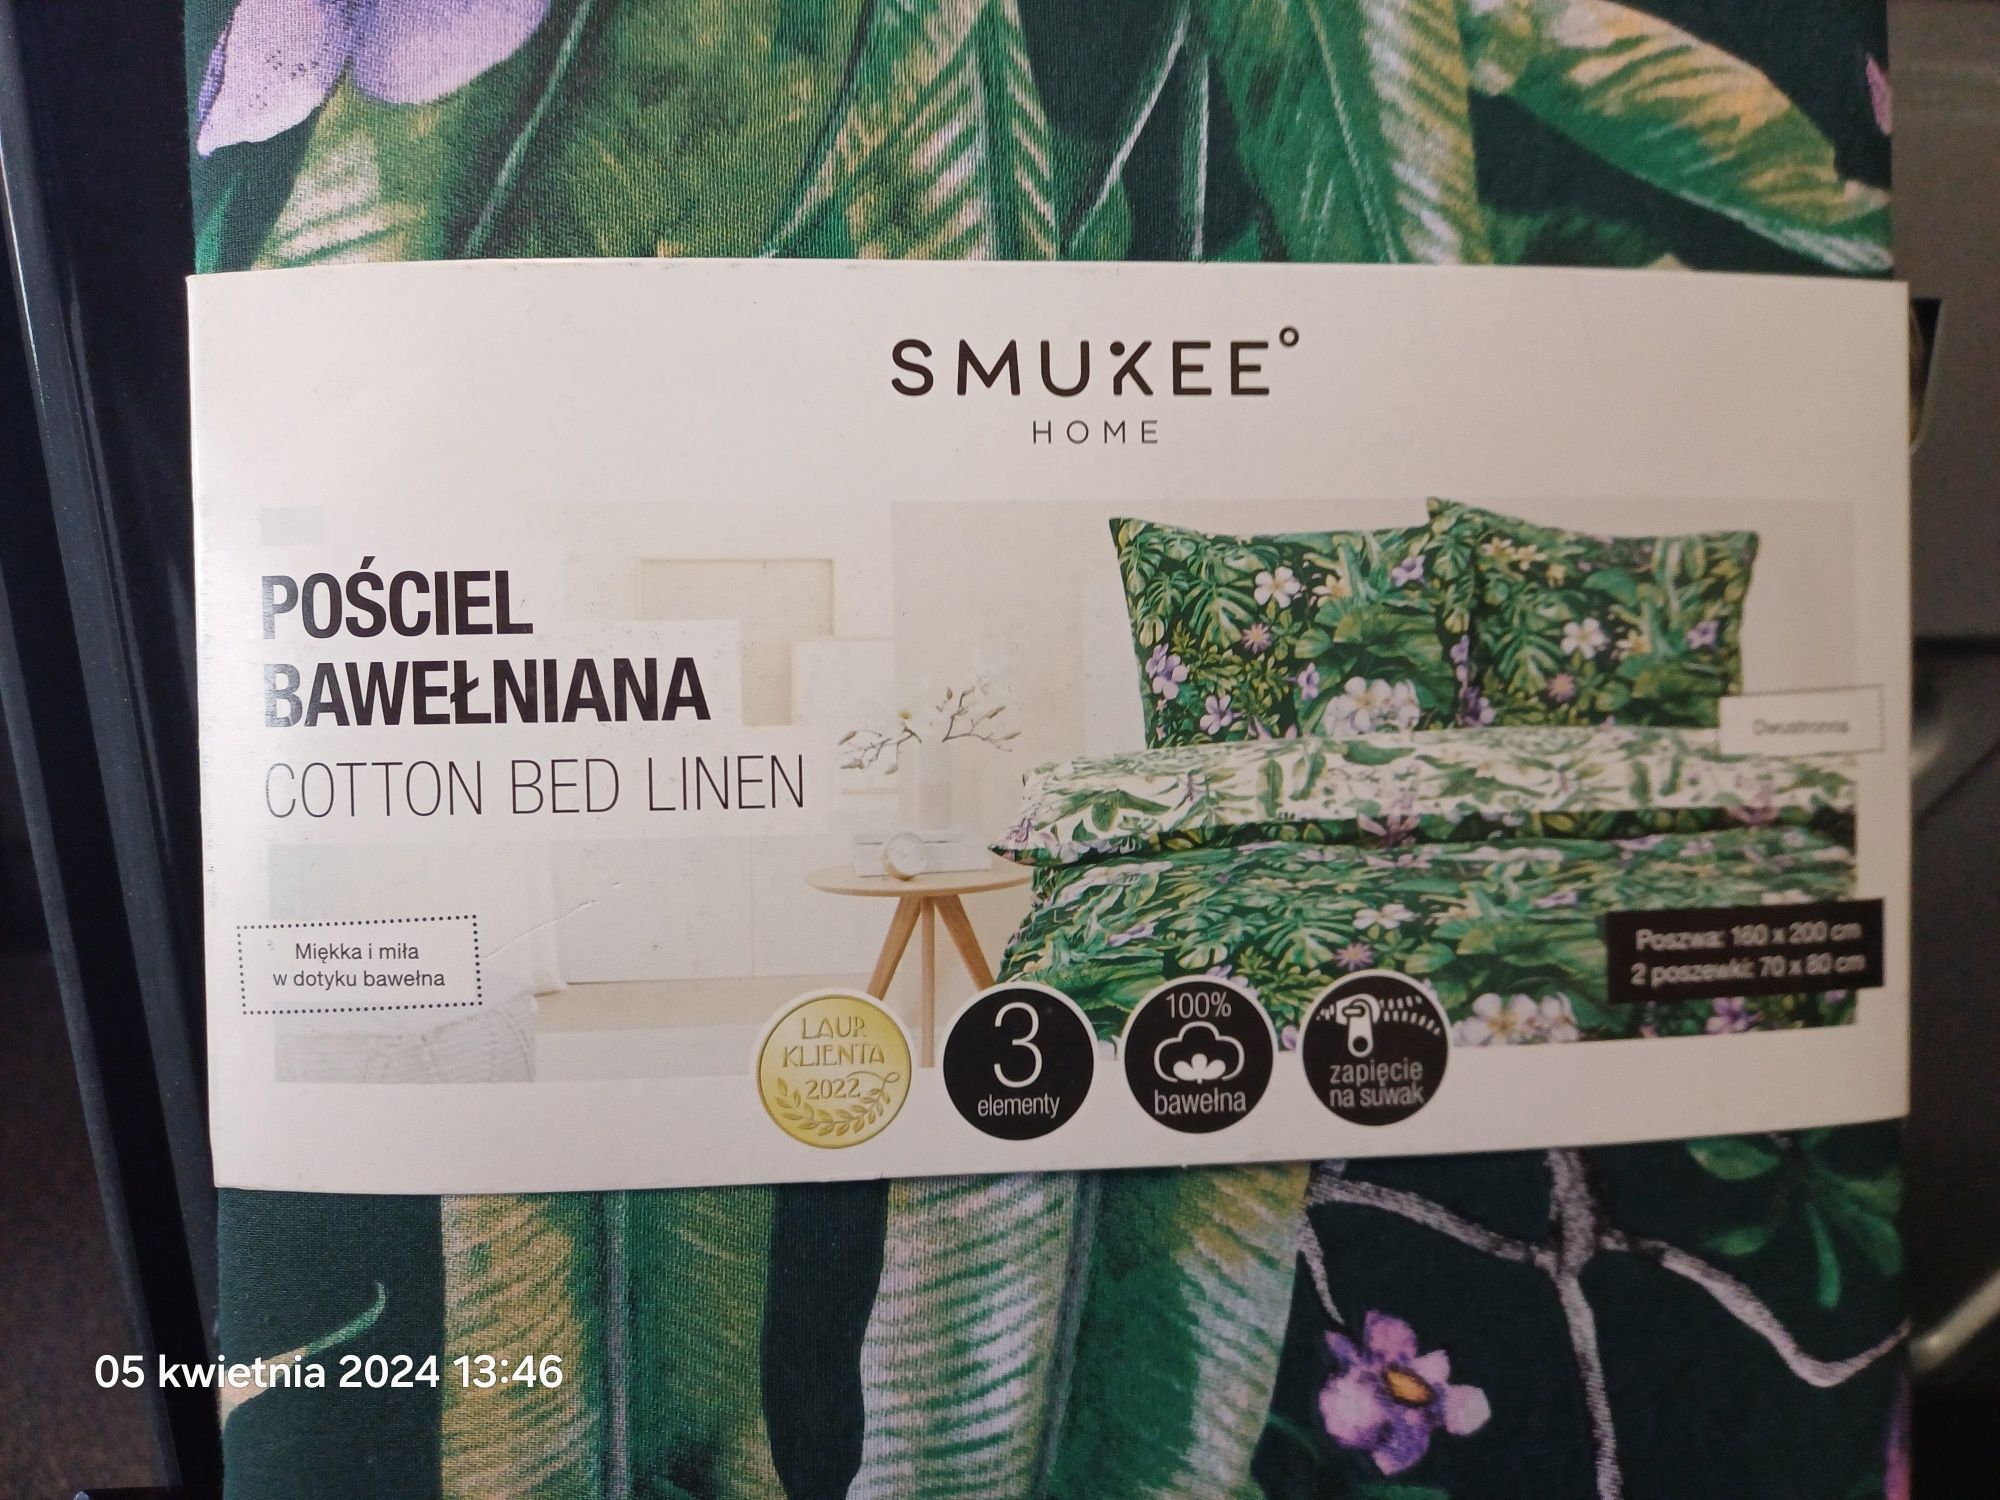 SMUKEE°
HOME
POŚCIEL
BAWEŁNIANA
COTTON BED LINEN
Miękka i miła
w dotyku bawełna
Dwustronna
Poszwa: 160 x 200 cm
2 poszewki: 70 x 80 cm
LAUR
KLIENTA
2022
3
elementy
100%
bawełna
zapięcie
na suwak
05 kwietnia 2024 13:46